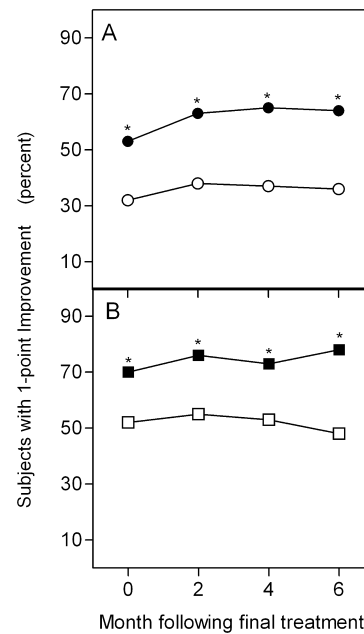 A
90
70
50
30
10
* * * *
B
90
70
50
30
10
* * * *
0 2 4 6
Month following final treatment
Subjects with 1-point Improvement (percent)